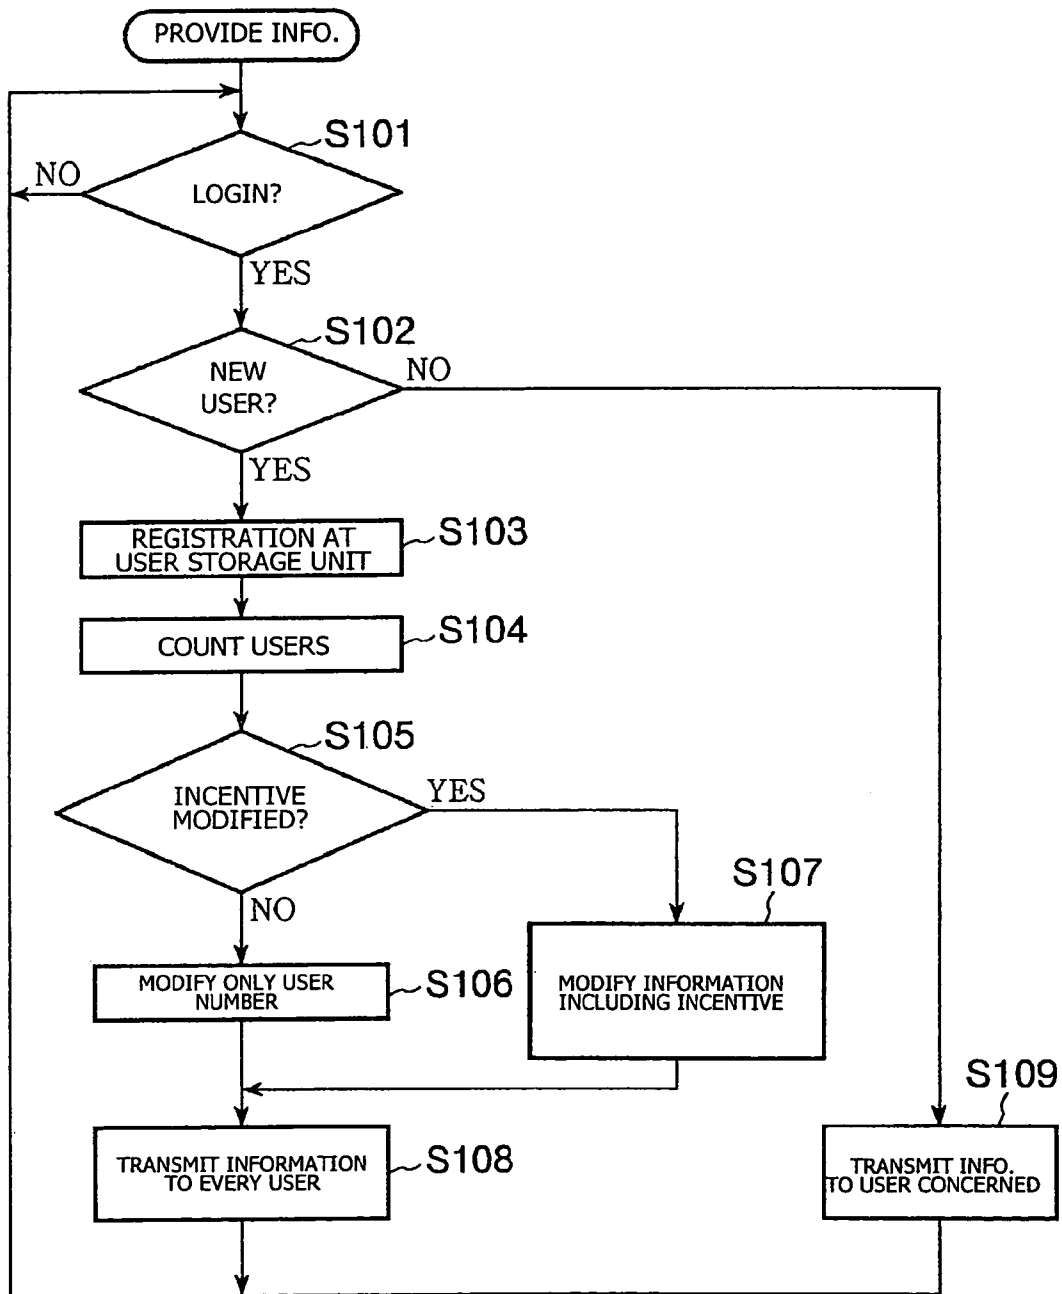 PROVIDE INFO.
S101
NO
LOGIN?
YES
S102
NEW
USER?
NO
YES
REGISTRATION AT
USER STORAGE UNIT
S103
COUNT USERS
S104
S105
INCENTIVE
MODIFIED?
YES
NO
S107
MODIFY ONLY USER
NUMBER
S106
MODIFY INFORMATION
INCLUDING INCENTIVE
S109
TRANSMIT INFORMATION
TO EVERY USER
S108
TRANSMIT INFO.
TO USER CONCERNED